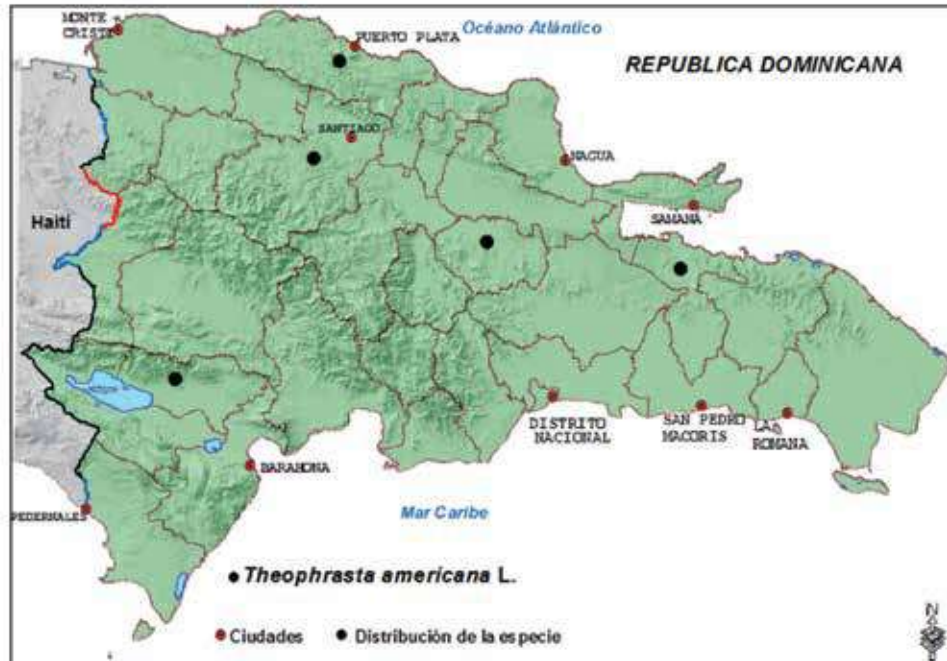 MONTE
CRISTI
PUERTO PLATA
Océano Atlántico
REPUBLICA DOMINICANA
SANTIAGO
NAGUA
Haití
SAMANA
DISTRITO
NACIONAL
SAN PEDRO
MACORIS
LA
ROMANA
BARAHONA
PEDERNALES
Mar Caribe
Theophrasta americana L.
Ciudades
Distribución de la especie
N